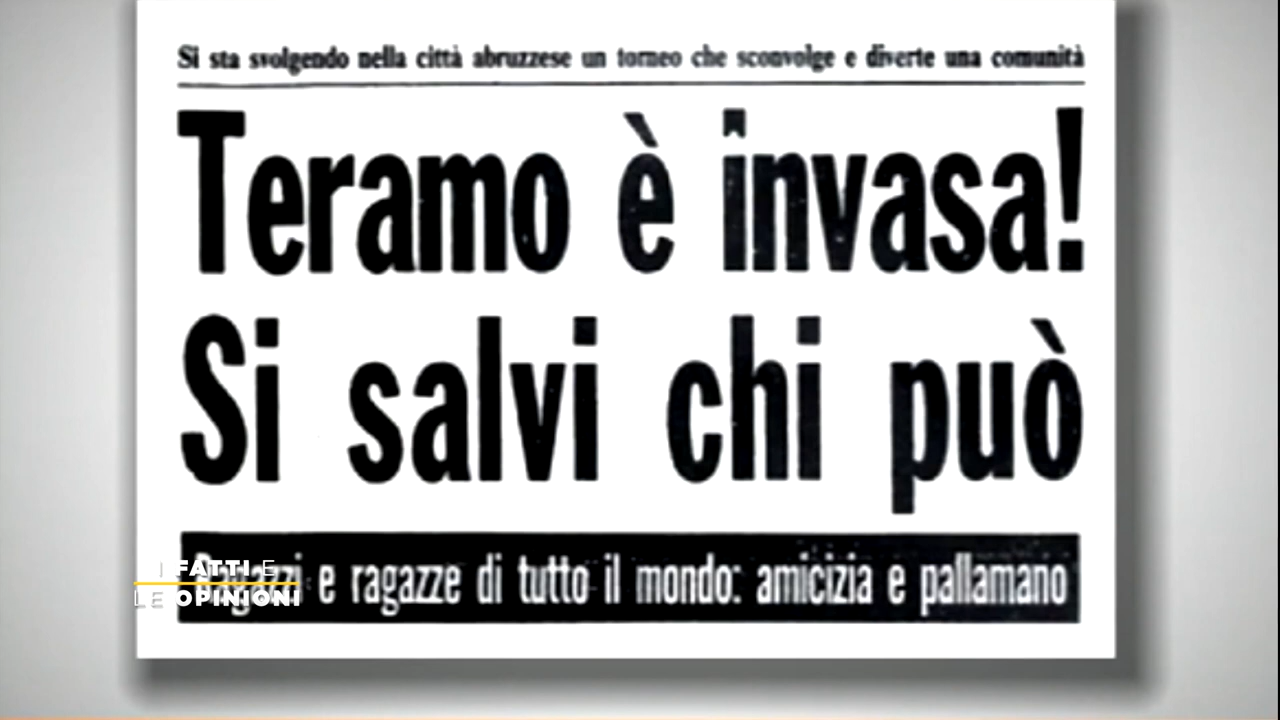 Si sta svolgendo nella città abruzzese un torneo che sconvolge e diverte una comunità
Teramo è invasa!
Si salvi chi può
Ragazzi e ragazze di tutto il mondo: amicizia e pallamano
I FATTI E
LE OPINIONI